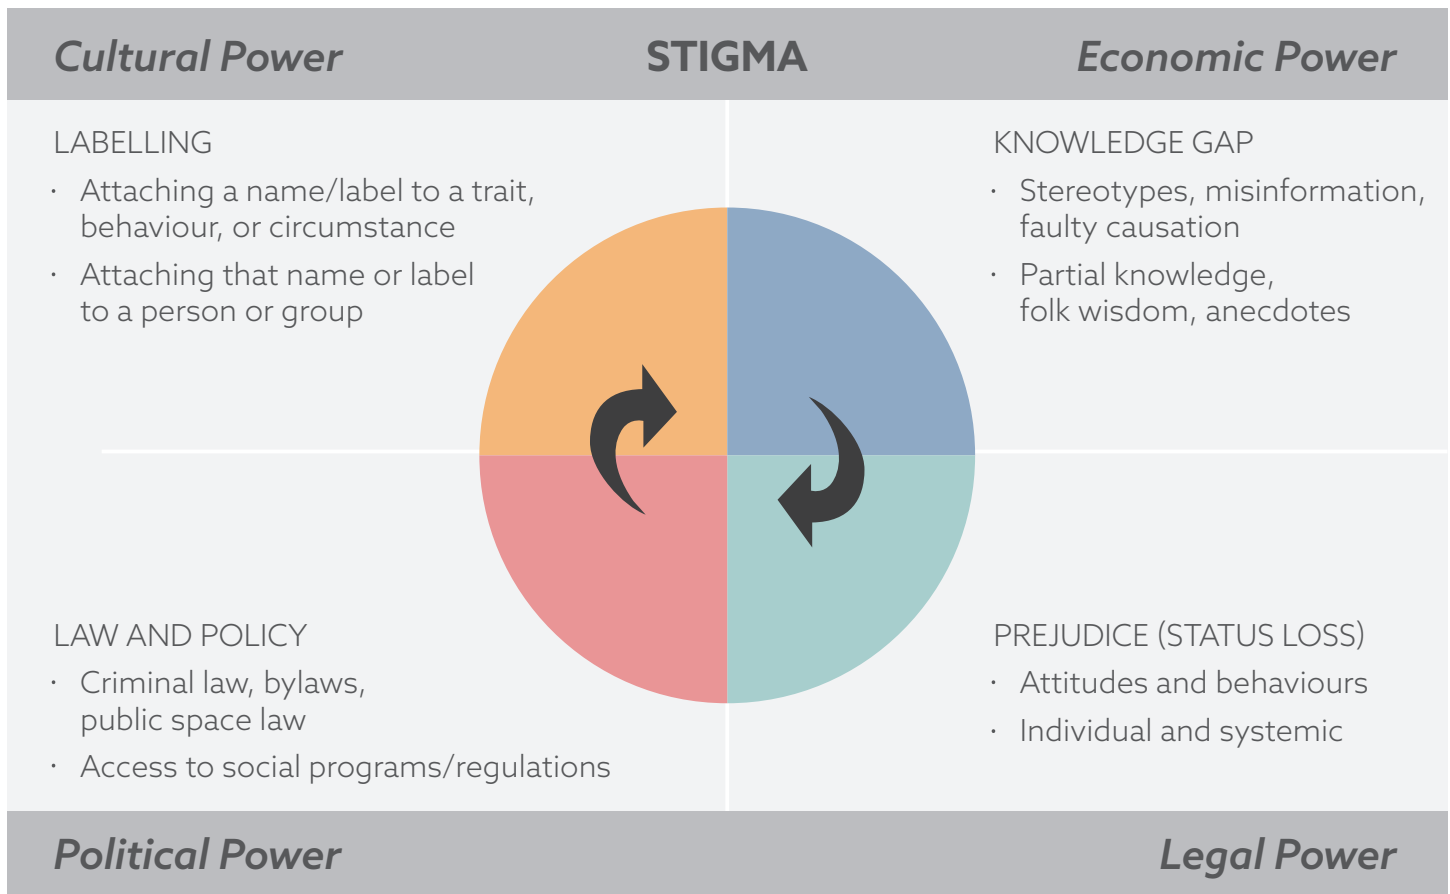 Cultural Power STIGMA Economic Power
LABELLING
· Attaching a name/label to a trait,
behaviour, or circumstance
· Attaching that name or label
to a person or group
KNOWLEDGE GAP
· Stereotypes, misinformation,
faulty causation
· Partial knowledge,
folk wisdom, anecdotes
LAW AND POLICY
· Criminal law, bylaws,
public space law
· Access to social programs/regulations
PREJUDICE (STATUS LOSS)
· Attitudes and behaviours
· Individual and systemic
Political Power Legal Power